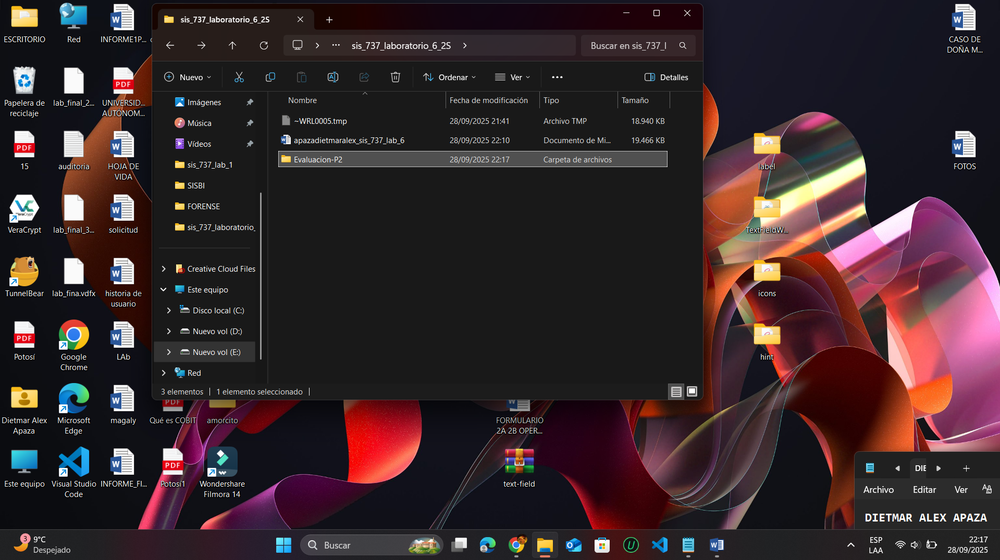 sis_737_laboratorio_6_2S
sis_737_laboratorio_6_2S
Buscar en sis_737_l
Nuevo
Ordenar
Ver
Detalles
Imágenes
Música
Vídeos
sis_737_lab_1
SISBI
FORENSE
sis_737_laboratorio_
Creative Cloud Files
Este equipo
Disco local (C:)
Nuevo vol (D:)
Nuevo vol (E:)
Red
Nombre Fecha de modificación Tipo Tamaño
~WRL0005.tmp 28/09/2025 21:41 Archivo TMP 18.940 KB
apazadietmaralex_sis_737_lab_6 28/09/2025 22:10 Documento de Mi... 19.466 KB
Evaluacion-P2 28/09/2025 22:17 Carpeta de archivos
3 elementos 1 elemento seleccionado
ESCRITORIO
Red
INFORME1P...
Papelera de
reciclaje
lab_final_2...
PDF
UNIVERSID...
AUTÓNOM...
PDF
15
auditoria
HOJA DE
VIDA
VeraCrypt
VeraCrypt
lab_final_3...
solicitud
TunnelBear
lab_fina.vdfx
historia de
usuario
PDF
Potosí
Google
Chrome
LAb
Dietmar Alex
Apaza
Microsoft
Edge
magaly
PDF
Qué es COBIT
amorcito
Este equipo
Visual Studio
Code
INFORME_FI...
PDF
Potosí1
Wondershare
Filmora 14
FORMULARIO
2A 2B OPER...
text-field
label
TextFieldW...
icons
hint
CASO DE
DOÑA M...
FOTOS
DIE
Archivo Editar Ver
DIETMAR ALEX APAZA
3
9°C
Despejado
Buscar
ESP
LAA
22:17
28/09/2025